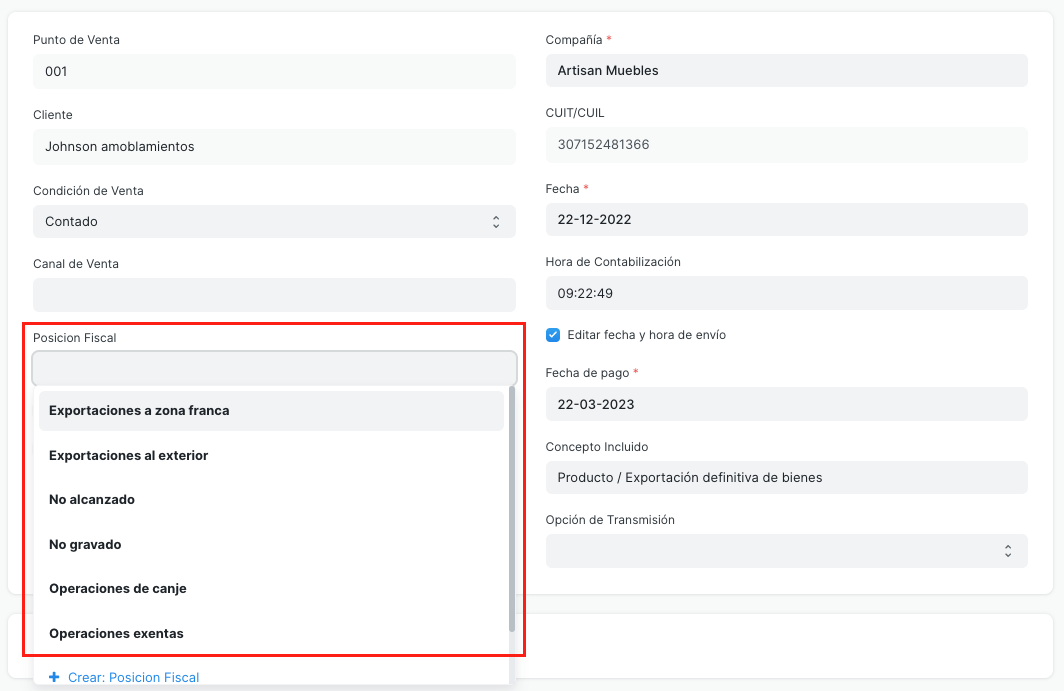 Punto de Venta
001
Cliente
Johnson amoblamientos
Condición de Venta
Contado
Canal de Venta
Posicion Fiscal
Exportaciones a zona franca
Exportaciones al exterior
No alcanzado
No gravado
Operaciones de canje
Operaciones exentas
+ Crear: Posicion Fiscal
Compañía *
Artisan Muebles
CUIT/CUIL
307152481366
Fecha *
22-12-2022
Hora de Contabilización
09:22:49
Editar fecha y hora de envío
Fecha de pago *
22-03-2023
Concepto Incluido
Producto / Exportación definitiva de bienes
Opción de Transmisión